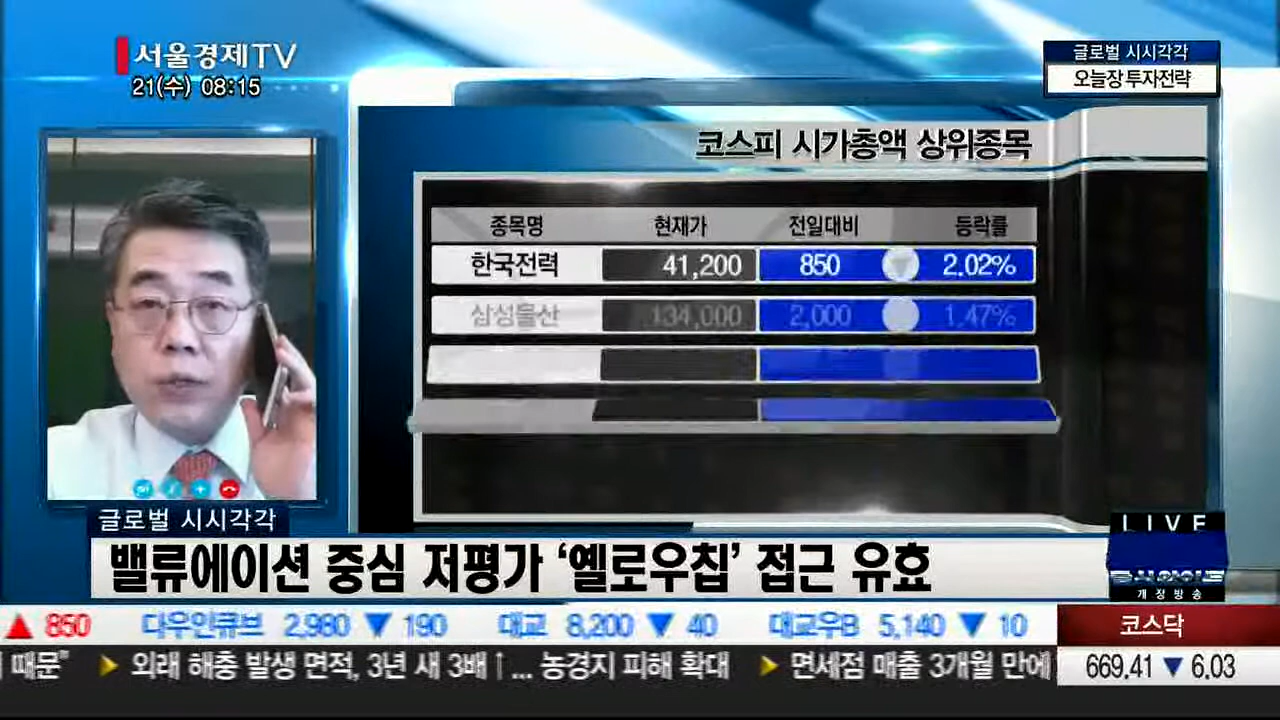 서울경제TV
21(수) 08:15
글로벌 시시각각
오늘장 투자전략
코스피 시가총액 상위종목
종목명 현재가 전일대비 등락률
한국전력 41,200 850 ▼ 2.02%
삼성물산 134,000 2,000 1.47%
글로벌 시시각각
밸류에이션 중심 저평가 '옐로우칩' 접근 유효
LIVE
개장방송
▲ 850 다우인큐브 2,980 ▼ 190 대교 8,200 ▼ 40 대교우B 5,140 ▼ 10
코스닥
때문" ▶ 외래 해충 발생 면적, 3년 새 3배↑... 농경지 피해 확대 ▶ 면세점 매출 3개월 만에
669.41 ▼ 6.03